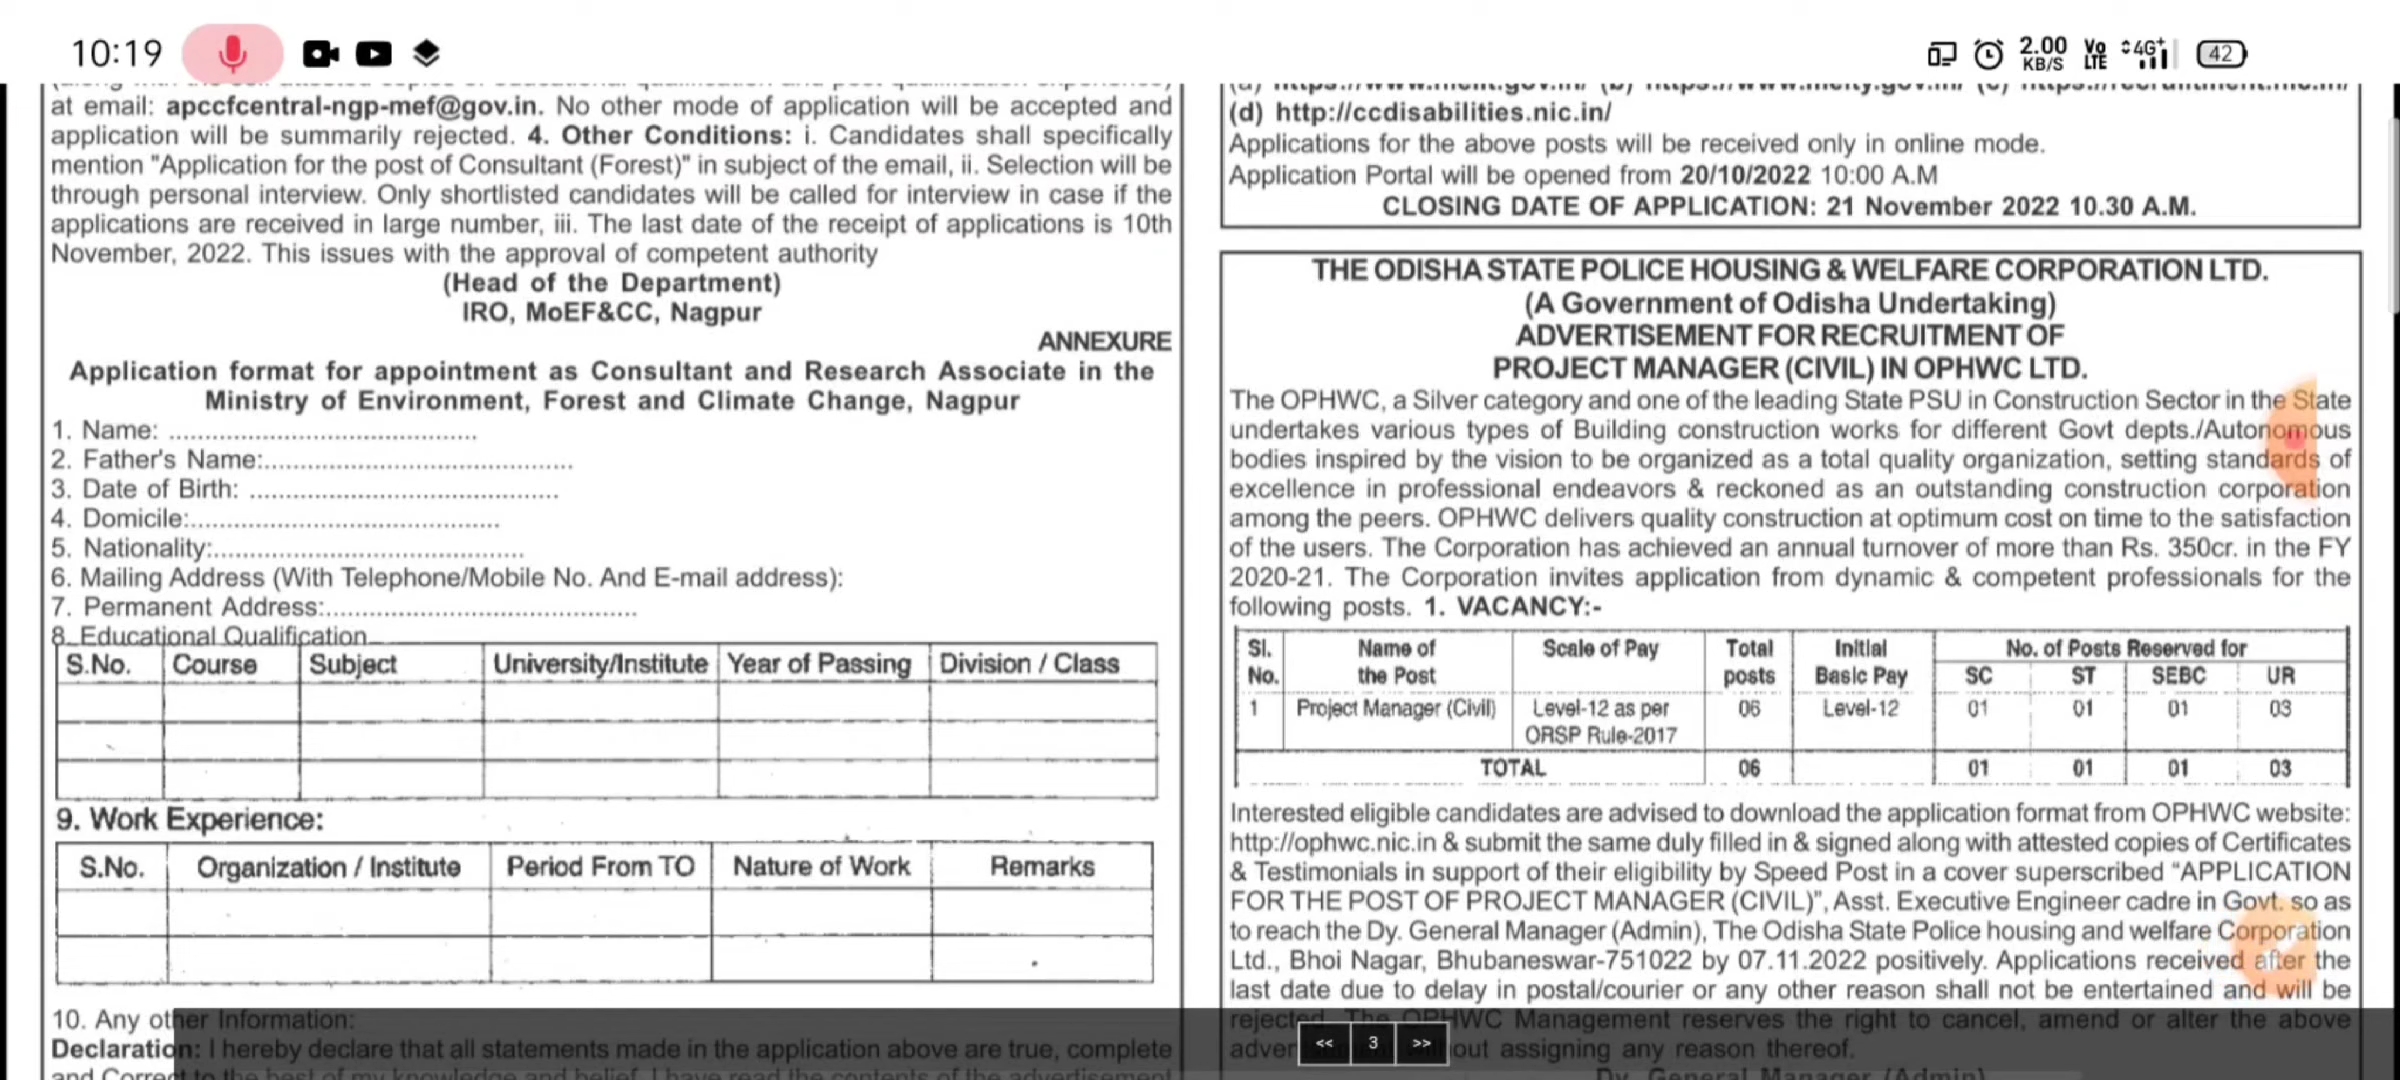 10:19
2.00 KB/S
Vo LTE
4G+
42
at email: apccfcentral-ngp-mef@gov.in. No other mode of application will be accepted and
application will be summarily rejected. 4. Other Conditions: i. Candidates shall specifically
mention "Application for the post of Consultant (Forest)" in subject of the email, ii. Selection will be
through personal interview. Only shortlisted candidates will be called for interview in case if the
applications are received in large number, iii. The last date of the receipt of applications is 10th
November, 2022. This issues with the approval of competent authority
(Head of the Department)
IRO, MoEF&CC, Nagpur
ANNEXURE
Application format for appointment as Consultant and Research Associate in the
Ministry of Environment, Forest and Climate Change, Nagpur
1. Name: ............................................
2. Father's Name:............................................
3. Date of Birth: ............................................
4. Domicile:............................................
5. Nationality:............................................
6. Mailing Address (With Telephone/Mobile No. And E-mail address):
7. Permanent Address:............................................
8. Educational Qualification
S.No. Course Subject University/Institute Year of Passing Division / Class
9. Work Experience:
S.No. Organization / Institute Period From TO Nature of Work Remarks
10. Any other Information:
Declaration: I hereby declare that all statements made in the application above are true, complete
and Correct to the best of my knowledge and belief. I have read the contents of the advertisement
(d) http://ccdisabilities.nic.in/
Applications for the above posts will be received only in online mode.
Application Portal will be opened from 20/10/2022 10:00 A.M
CLOSING DATE OF APPLICATION: 21 November 2022 10.30 A.M.
THE ODISHA STATE POLICE HOUSING & WELFARE CORPORATION LTD.
(A Government of Odisha Undertaking)
ADVERTISEMENT FOR RECRUITMENT OF
PROJECT MANAGER (CIVIL) IN OPHWC LTD.
The OPHWC, a Silver category and one of the leading State PSU in Construction Sector in the State
undertakes various types of Building construction works for different Govt depts./Autonomous
bodies inspired by the vision to be organized as a total quality organization, setting standards of
excellence in professional endeavors & reckoned as an outstanding construction corporation
among the peers. OPHWC delivers quality construction at optimum cost on time to the satisfaction
of the users. The Corporation has achieved an annual turnover of more than Rs. 350cr. in the FY
2020-21. The Corporation invites application from dynamic & competent professionals for the
following posts. 1. VACANCY:-
Sl. No. Name of the Post Scale of Pay Total posts Initial Basic Pay No. of Posts Reserved for
SC ST SEBC UR
1 Project Manager (Civil) Level-12 as per ORSP Rule-2017 06 Level-12 01 01 01 03
TOTAL 06 01 01 01 03
Interested eligible candidates are advised to download the application format from OPHWC website:
http://ophwc.nic.in & submit the same duly filled in & signed along with attested copies of Certificates
& Testimonials in support of their eligibility by Speed Post in a cover superscribed "APPLICATION
FOR THE POST OF PROJECT MANAGER (CIVIL)", Asst. Executive Engineer cadre in Govt. so as
to reach the Dy. General Manager (Admin), The Odisha State Police housing and welfare Corporation
Ltd., Bhoi Nagar, Bhubaneswar-751022 by 07.11.2022 positively. Applications received after the
last date due to delay in postal/courier or any other reason shall not be entertained and will be
rejected. The OPHWC Management reserves the right to cancel, amend or alter the above
out assigning any reason thereof.
Dy. General Manager (Admin)
<< 3 >>